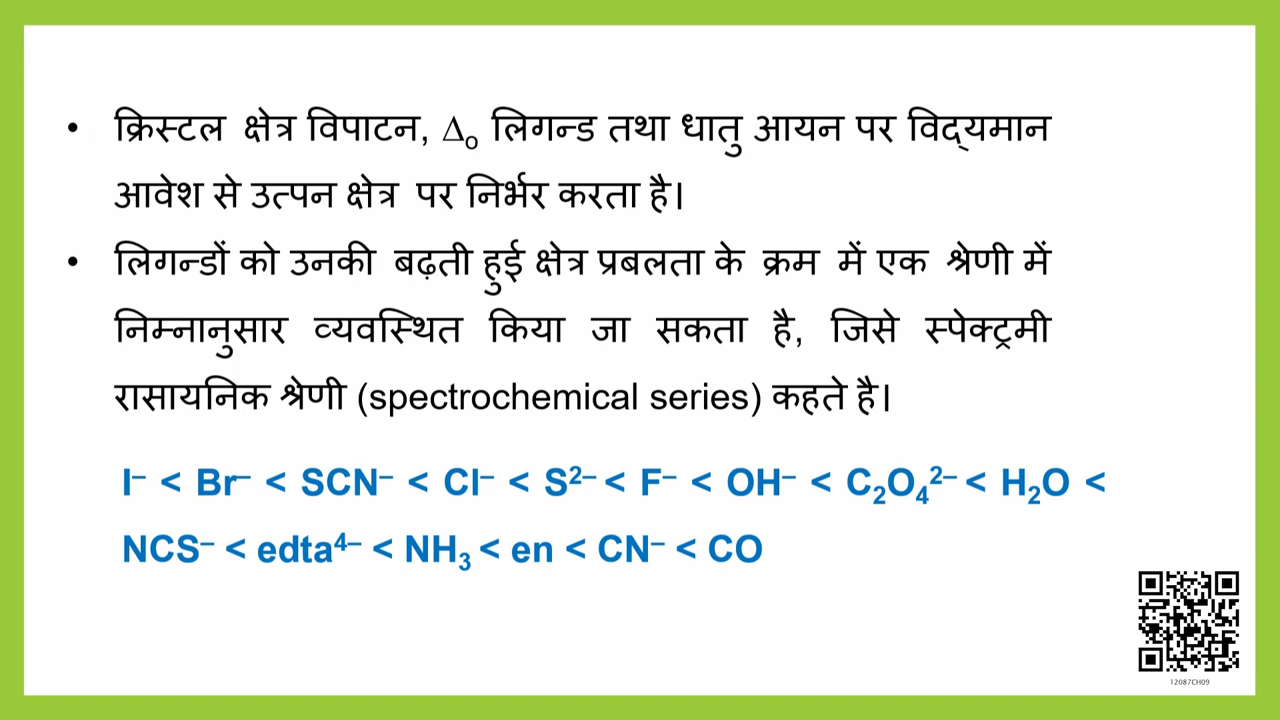 • क्रिस्टल क्षेत्र विपाटन, Δₒ लिगन्ड तथा धातु आयन पर विद्‌यमान
आवेश से उत्पन क्षेत्र पर निर्भर करता है।
• लिगन्डों को उनकी बढ़ती हुई क्षेत्र प्रबलता के क्रम में एक श्रेणी में
निम्नानुसार व्यवस्थित किया जा सकता है, जिसे स्पेक्ट्रमी
रासायनिक श्रेणी (spectrochemical series) कहते है।
I⁻ < Br⁻ < SCN⁻ < Cl⁻ < S²⁻ < F⁻ < OH⁻ < C₂O₄²⁻ < H₂O <
NCS⁻ < edta⁴⁻ < NH₃ < en < CN⁻ < CO
12087CH09